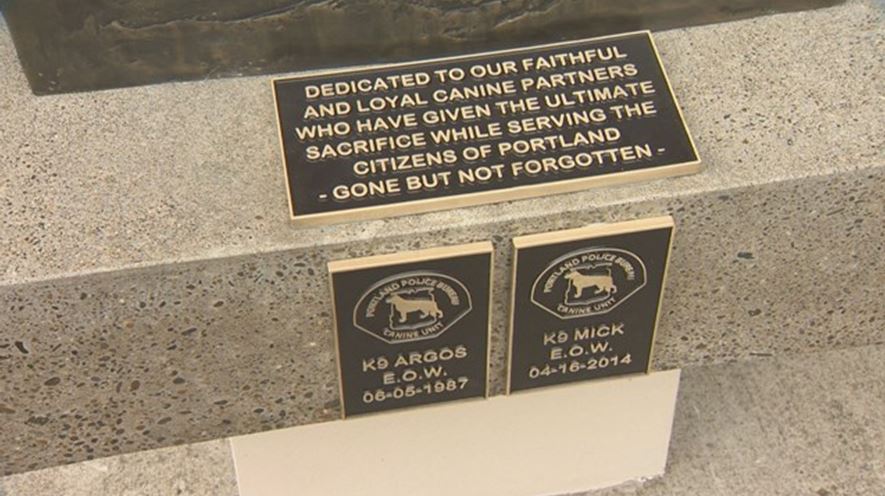 DEDICATED TO OUR FAITHFUL
AND LOYAL CANINE PARTNERS
WHO HAVE GIVEN THE ULTIMATE
SACRIFICE WHILE SERVING THE
CITIZENS OF PORTLAND
- GONE BUT NOT FORGOTTEN -
PORTLAND POLICE BUREAU
CANINE UNIT
K9 ARGOS
E.O.W.
06-05-1987
PORTLAND POLICE BUREAU
CANINE UNIT
K9 MICK
E.O.W.
04-16-2014